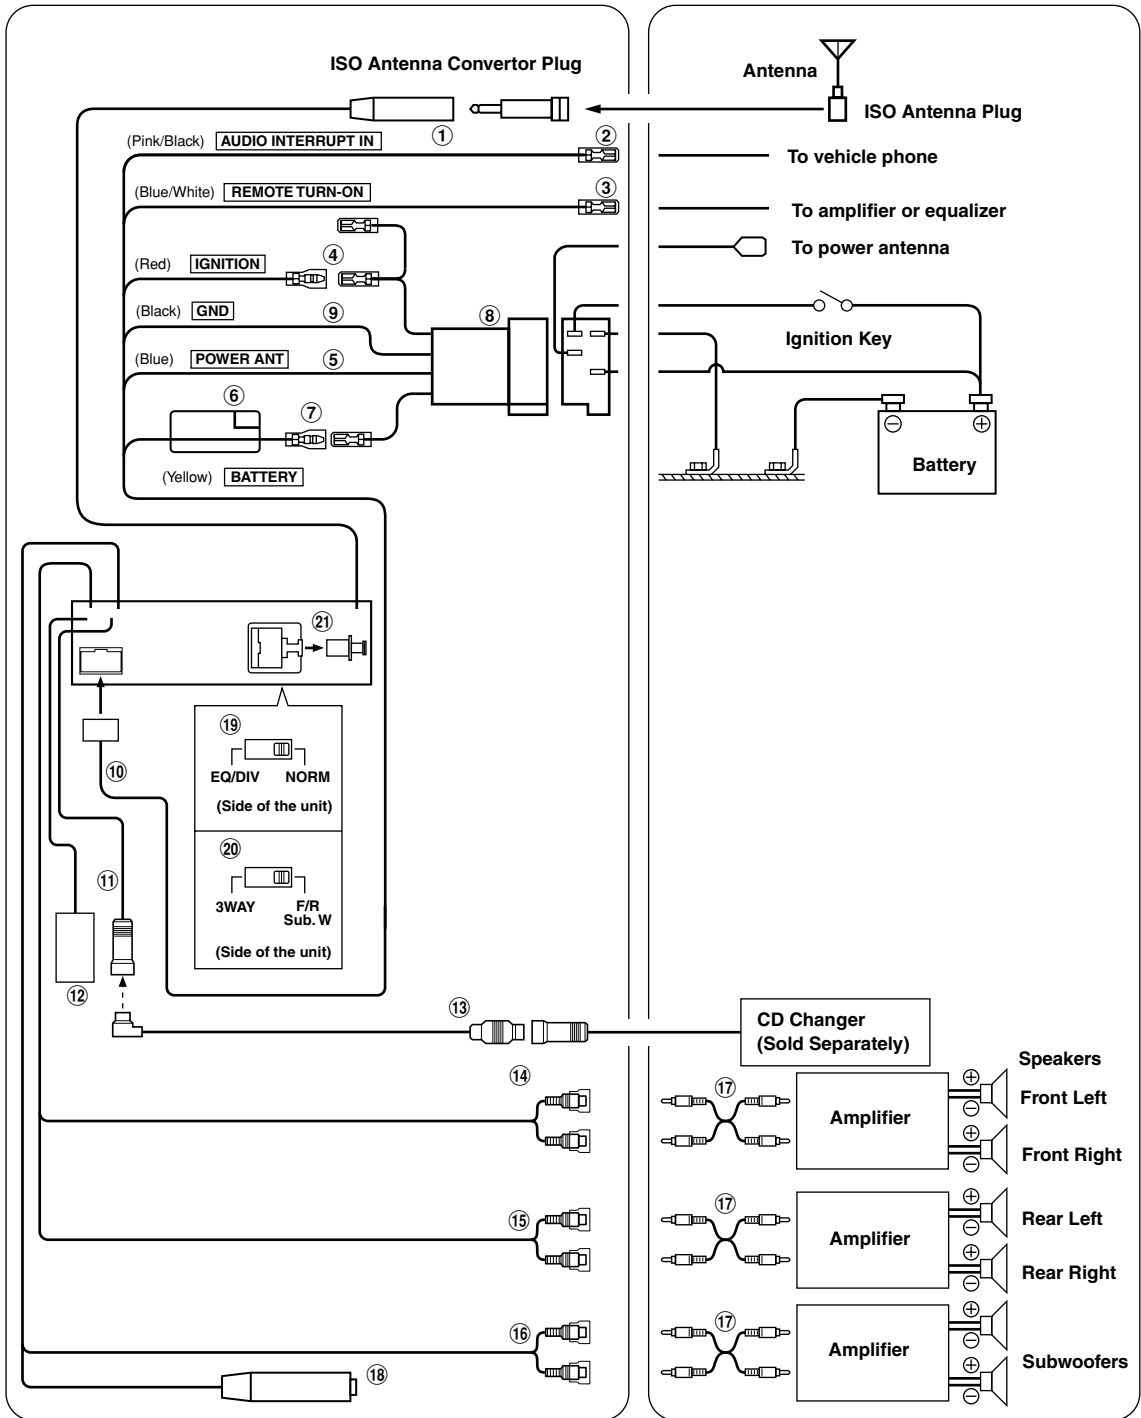 ISO Antenna Convertor Plug
Antenna
ISO Antenna Plug
①
(Pink/Black) AUDIO INTERRUPT IN
②
To vehicle phone
(Blue/White) REMOTE TURN-ON
③
To amplifier or equalizer
To power antenna
④
(Red) IGNITION
(Black) GND
⑨
⑧
Ignition Key
(Blue) POWER ANT
⑤
⑥
⑦
⊖ ⊕
Battery
(Yellow) BATTERY
㉑
⑲
EQ/DIV NORM
(Side of the unit)
⑩
⑳
3WAY F/R
Sub. W
(Side of the unit)
⑪
⑫
⑬
CD Changer
(Sold Separately)
Speakers
⑭
⑰
Amplifier
⊕
⊖
Front Left
⊕
⊖
Front Right
⑮
⑰
Amplifier
⊕
⊖
Rear Left
⊕
⊖
Rear Right
⑯
⑰
Amplifier
⊕
⊖
Subwoofers
⊕
⊖
⑱